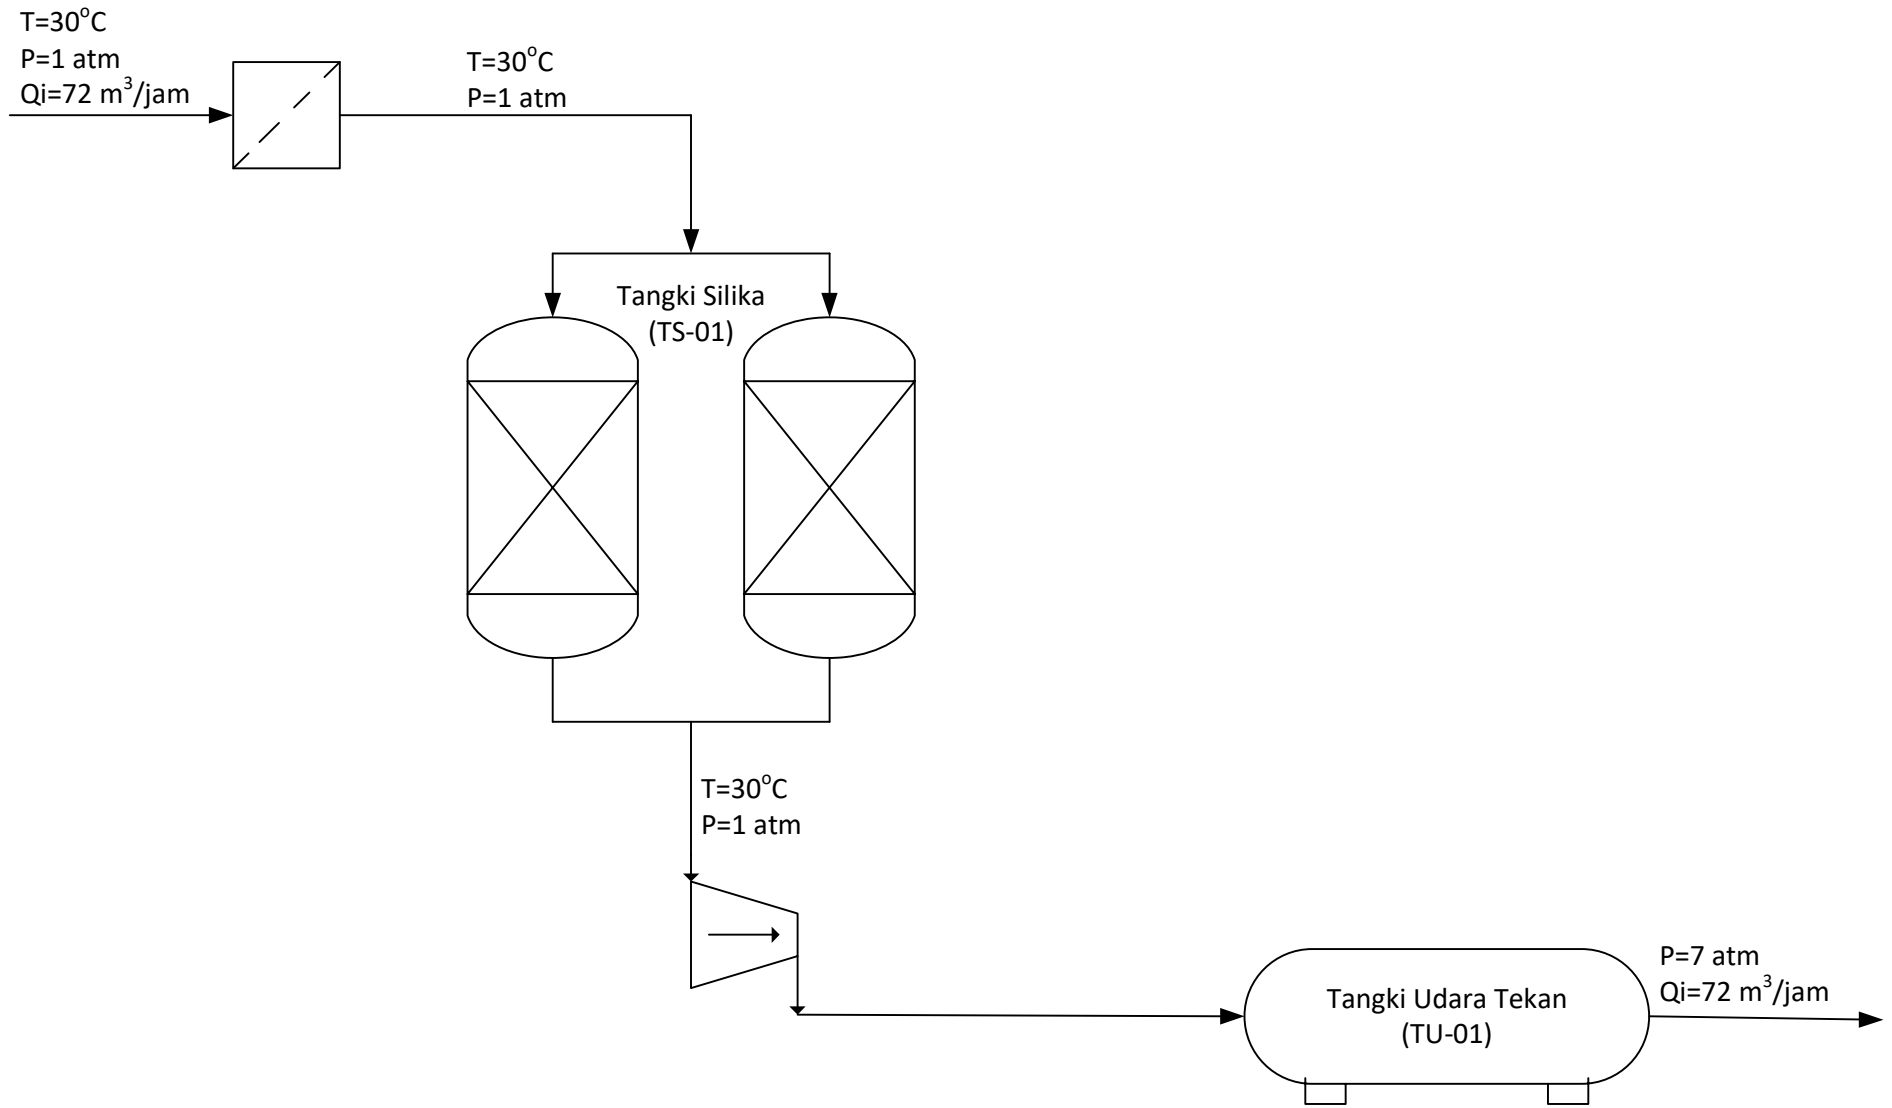 T=30°C
P=1 atm
Qi=72 m³/jam
T=30°C
P=1 atm
Tangki Silika
(TS-01)
T=30°C
P=1 atm
P=7 atm
Qi=72 m³/jam
Tangki Udara Tekan
(TU-01)